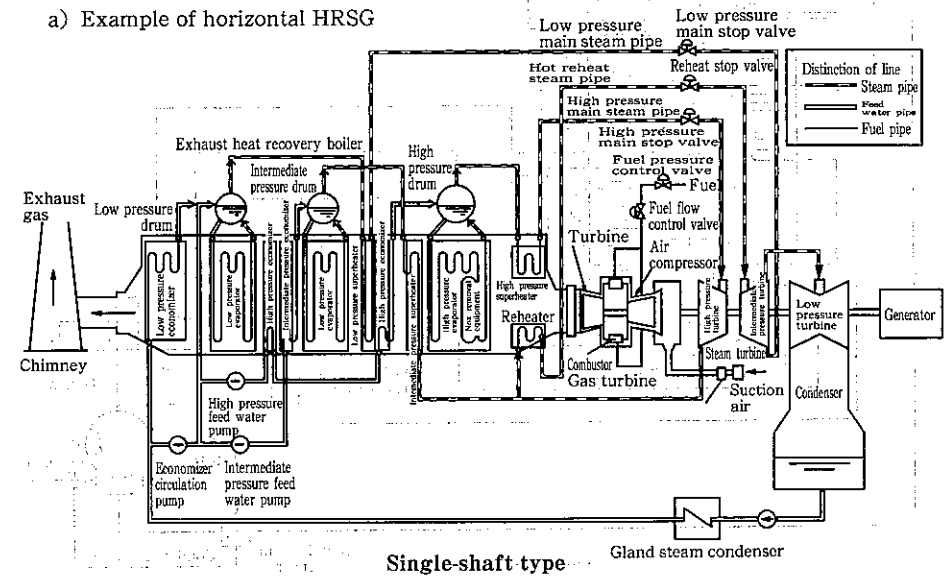 a) Example of horizontal HRSG
Low pressure
main steam pipe
Low pressure
main stop valve
Hot reheat
steam pipe
Reheat stop valve
High pressure
main steam pipe
High pressure
main stop valve
Fuel pressure
control valve
Fuel
Fuel flow
control valve
Distinction of line
Steam pipe
Feed
water pipe
Fuel pipe
Exhaust heat recovery boiler
Intermediate
pressure drum
High
pressure
drum
Exhaust
gas
Low pressure
drum
Chimney
Low pressure
economizer
Low pressure
evaporator
High pressure economizer
Intermediate pressure economizer
Low pressure
evaporator
Low pressure superheater
High pressure economizer
Intermediate pressure superheater
High pressure
evaporator
Nox removal
equipment
High pressure
superheater
Reheater
Turbine
Air
compressor
Combustor
Gas turbine
High pressure
turbine
Intermediate
pressure turbine
Steam turbine
Low
pressure
turbine
Generator
Suction
air
Condenser
High pressure
feed water
pump
Economizer
circulation
pump
Intermediate
pressure feed
water pump
Gland steam condenser
Single-shaft type